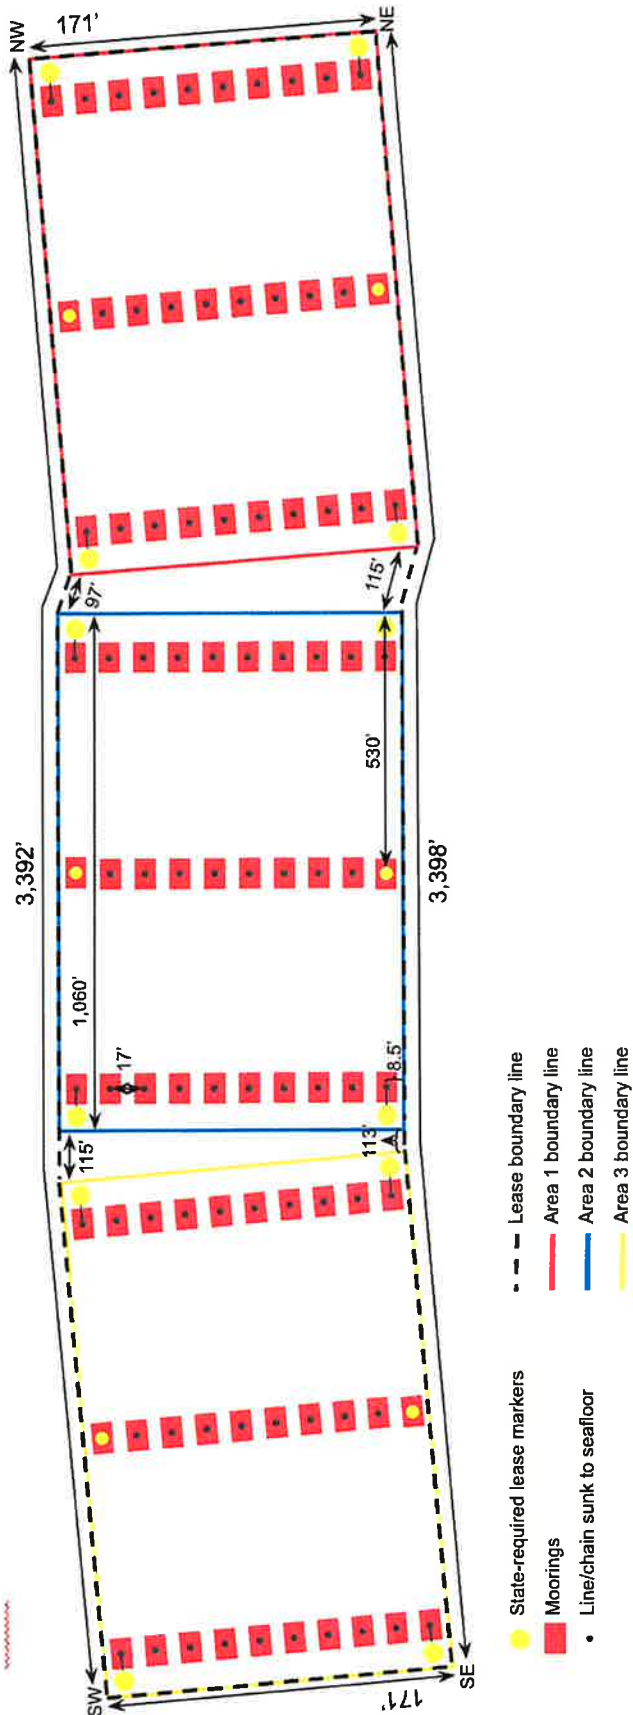 NW
171'
NE
97'
115'
3,392'
530'
3,398'
1,060'
17'
8.5'
115'
113'
SW
171'
SE
State-required lease markers
Moorings
Line/chain sunk to seafloor
Lease boundary line
Area 1 boundary line
Area 2 boundary line
Area 3 boundary line